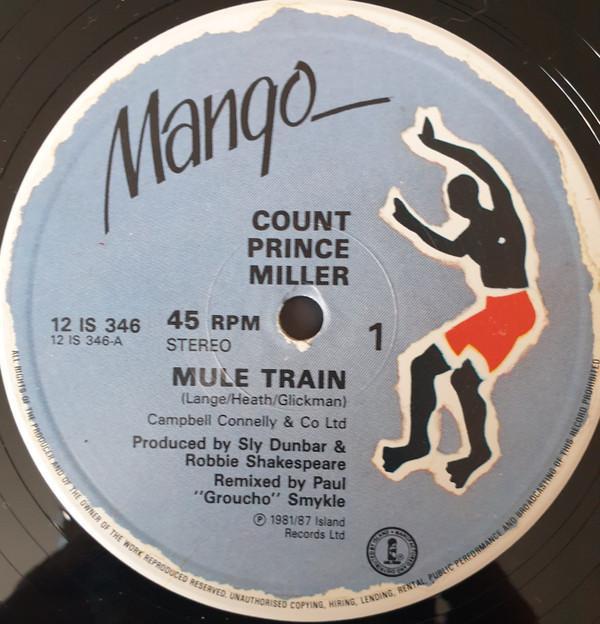 Mango
COUNT
PRINCE
MILLER
12 IS 346
12 IS 346-A
45 RPM
STEREO
1
MULE TRAIN
(Lange/Heath/Glickman)
Campbell Connelly & Co Ltd
Produced by Sly Dunbar &
Robbie Shakespeare
Remixed by Paul
"Groucho" Smykle
℗ 1981/87 Island
Records Ltd
ALL RIGHTS OF THE PRODUCER AND OF THE OWNER OF THE WORK REPRODUCED RESERVED. UNAUTHORISED COPYING, HIRING, LENDING, RENTAL, PUBLIC PERFORMANCE AND BROADCASTING OF THIS RECORD PROHIBITED